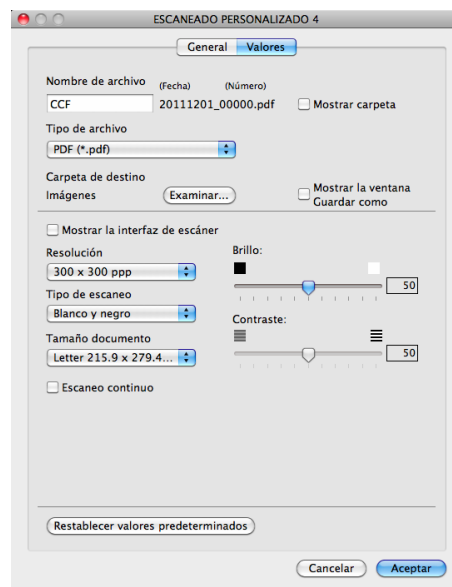 ESCANEADO PERSONALIZADO 4
General Valores
Nombre de archivo (Fecha) (Número)
CCF 20111201_00000.pdf Mostrar carpeta
Tipo de archivo
PDF (*.pdf)
Carpeta de destino
Imágenes Examinar... Mostrar la ventana
Guardar como
Mostrar la interfaz de escáner
Resolución Brillo:
300 x 300 ppp 50
Tipo de escaneo
Blanco y negro Contraste:
Tamaño documento
Letter 215.9 x 279.4... 50
Escaneo continuo
Restablecer valores predeterminados
Cancelar Aceptar